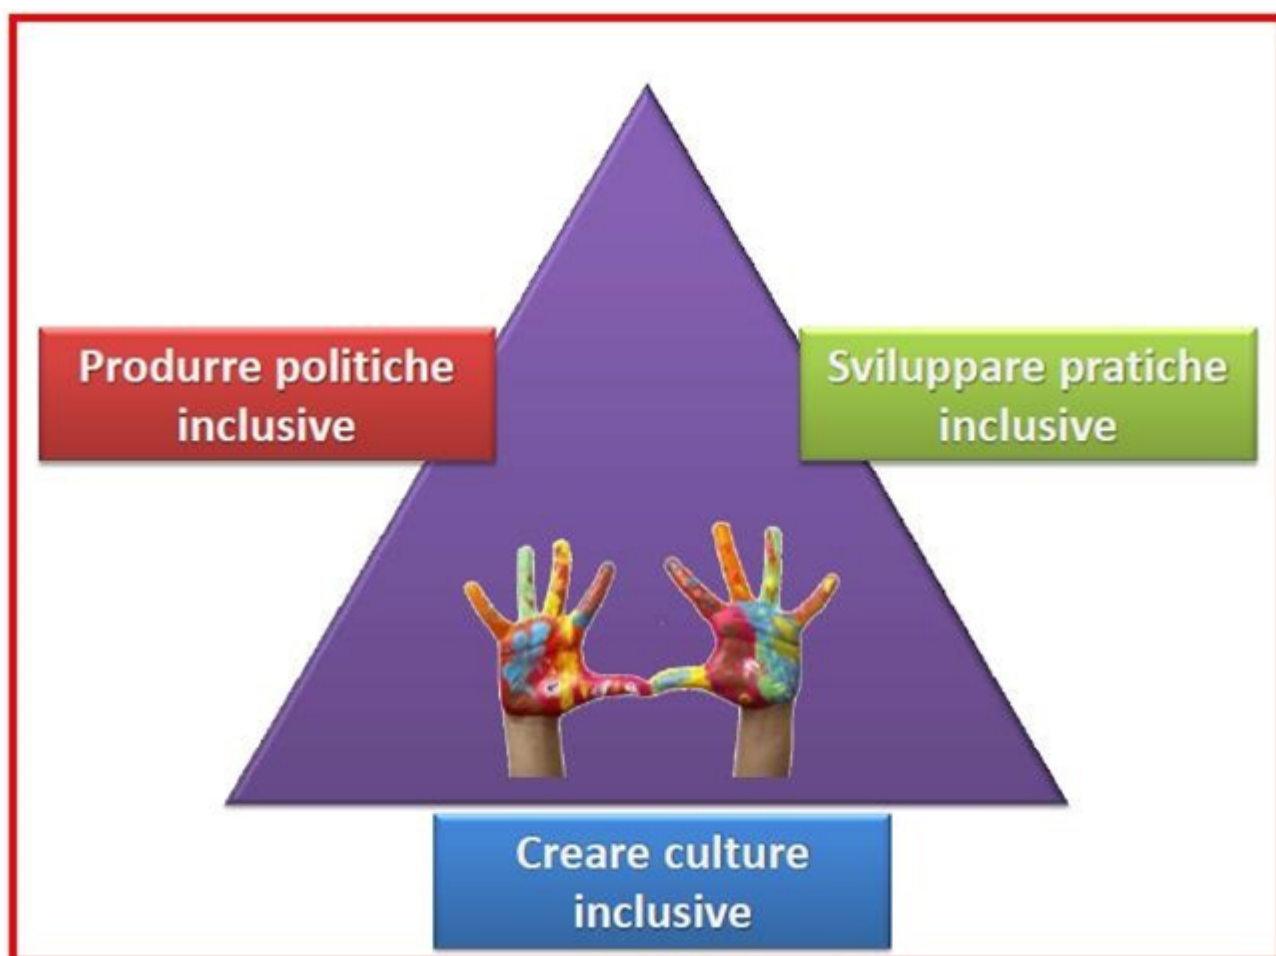 Produrre politiche
inclusive
Sviluppare pratiche
inclusive
Creare culture
inclusive